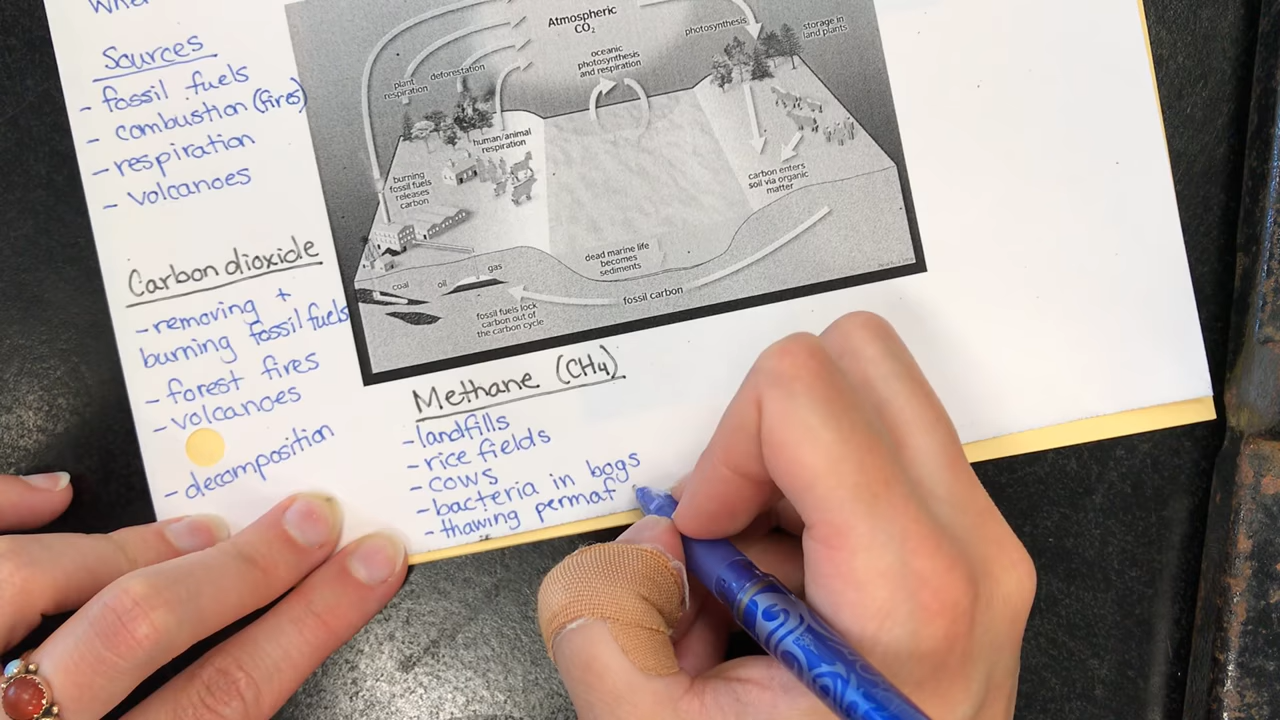 Sources
- fossil fuels
- combustion (fires)
- respiration
- volcanoes
Carbon dioxide
- removing +
burning fossil fuels
- forest fires
- volcanoes
- decomposition
Atmospheric
CO₂
photosynthesis
storage in
land plants
oceanic
photosynthesis
and respiration
plant
respiration
deforestation
human/animal
respiration
burning
fossil fuels
releases
carbon
carbon enters
soil via organic
matter
dead marine life
becomes
sediments
coal
oil
gas
fossil fuels lock
carbon out of
the carbon cycle
fossil carbon
Methane (CH₄)
- landfills
- rice fields
- cows
- bacteria in bogs
- thawing permaf